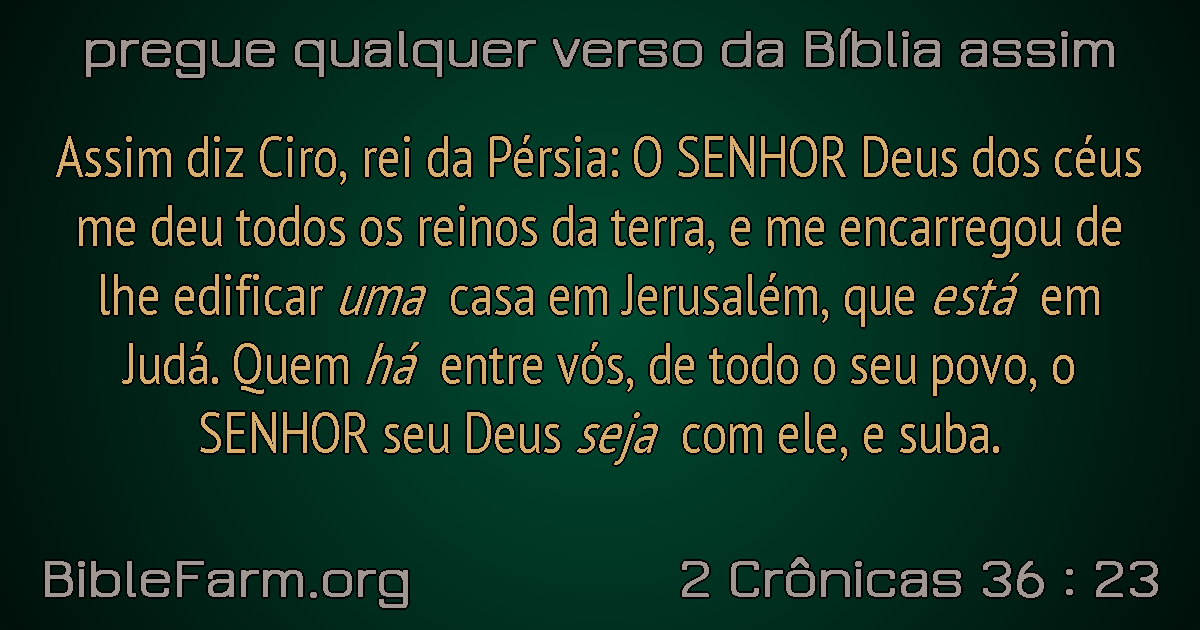 pregue qualquer verso da Bíblia assim
Assim diz Ciro, rei da Pérsia: O SENHOR Deus dos céus
me deu todos os reinos da terra, e me encarregou de
lhe edificar uma casa em Jerusalém, que está em
Judá. Quem há entre vós, de todo o seu povo, o
SENHOR seu Deus seja com ele, e suba.
BibleFarm.org
2 Crônicas 36 : 23